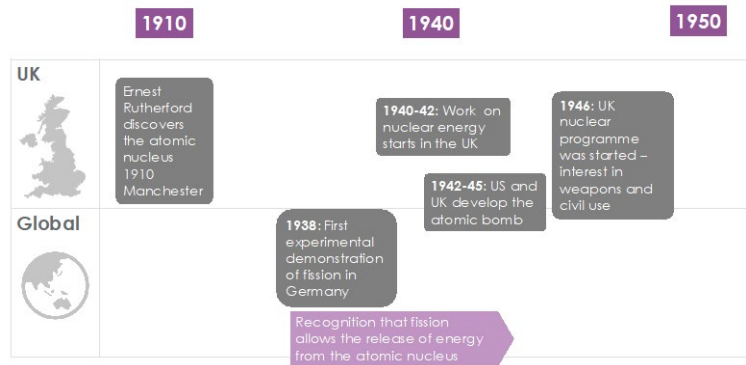 1910
1940
1950
UK
Ernest
Rutherford
discovers
the atomic
nucleus
1910
Manchester
1940-42: Work on
nuclear energy
starts in the UK
1946: UK
nuclear
programme
was started –
interest in
weapons and
civil use
1942-45: US and
UK develop the
atomic bomb
Global
1938: First
experimental
demonstration
of fission in
Germany
Recognition that fission
allows the release of energy
from the atomic nucleus